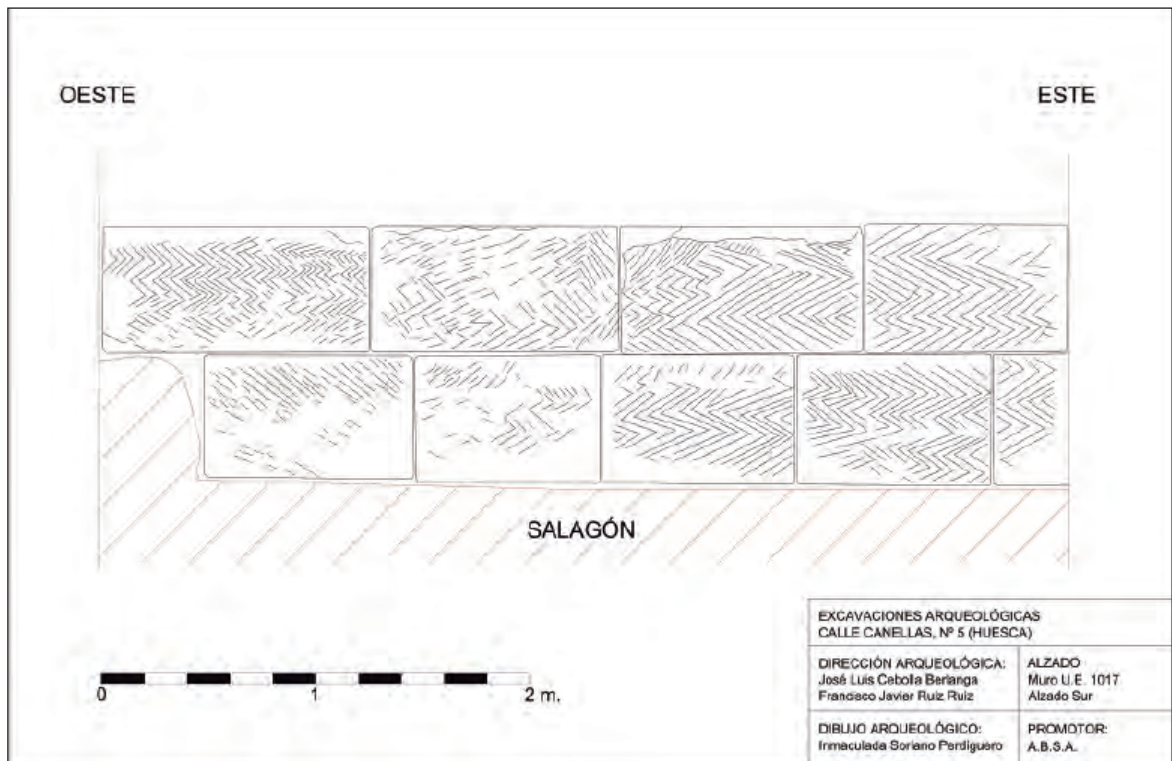 OESTE
ESTE
SALAGÓN
0 1 2 m.
EXCAVACIONES ARQUEOLÓGICAS
CALLE CANELLAS, Nº 5 (HUESCA)
DIRECCIÓN ARQUEOLÓGICA:
José Luis Cebolla Berlanga
Francisco Javier Ruiz Ruiz
ALZADO
Muro U.E. 1017
Alzado Sur
DIBUJO ARQUEOLÓGICO:
Inmaculada Soriano Perdiguero
PROMOTOR:
A.B.S.A.